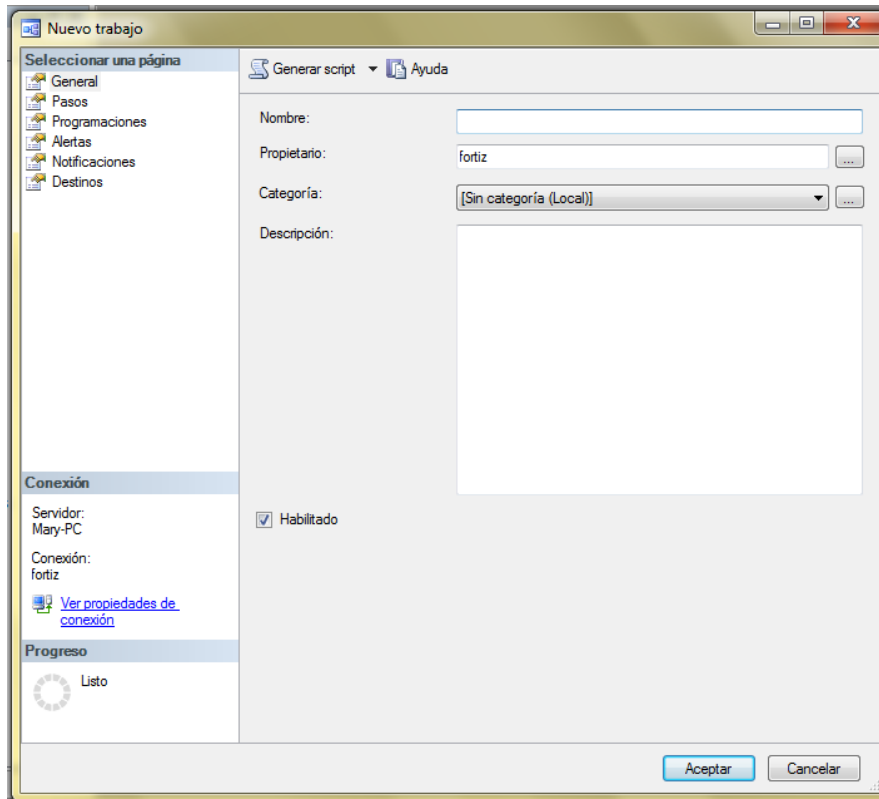 Nuevo trabajo
Seleccionar una página
General
Pasos
Programaciones
Alertas
Notificaciones
Destinos
Conexión
Servidor:
Mary-PC
Conexión:
fortiz
Ver propiedades de
conexión
Progreso
Listo
Generar script
Ayuda
Nombre:
Propietario:
fortiz
...
Categoría:
[Sin categoría (Local)]
...
Descripción:
Habilitado
Aceptar
Cancelar